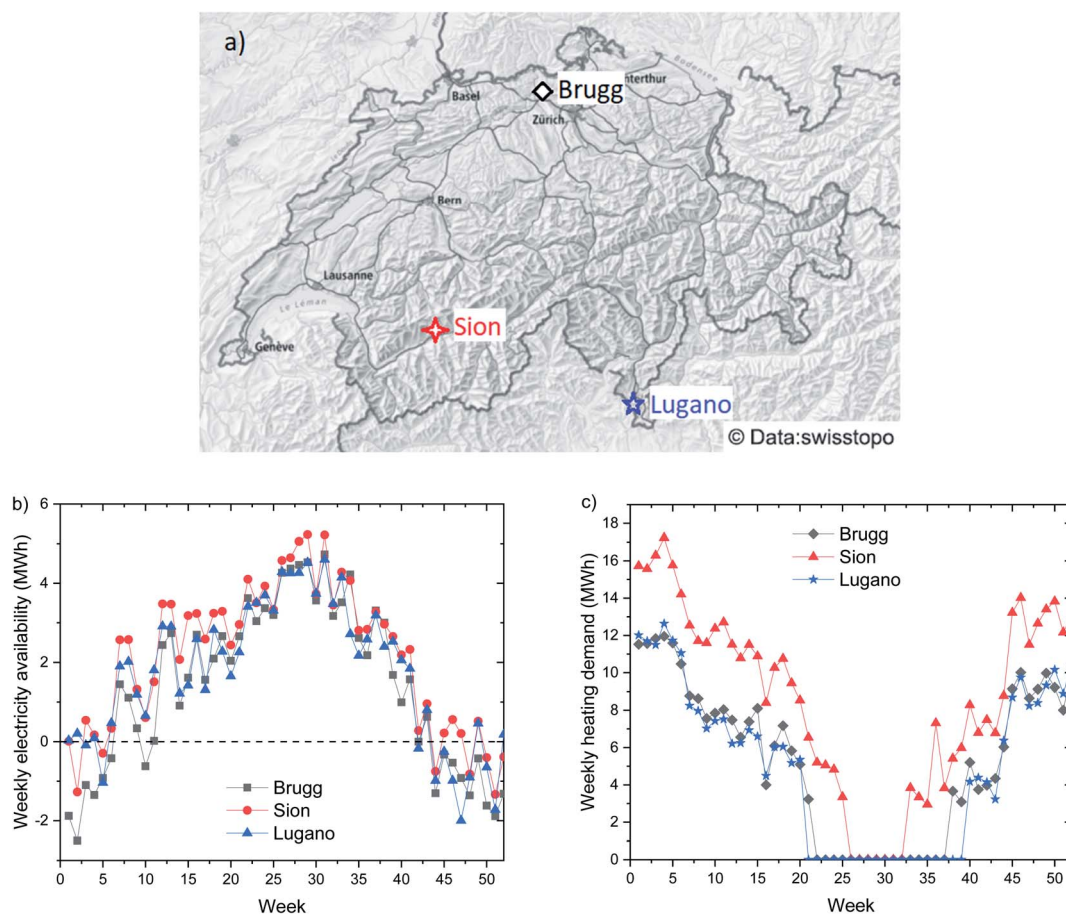 a)
Bodensee
nterthur
Basel
Brugg
Zürich
Bern
Lausanne
Le Léman
Sion
Genève
Lugano
© Data:swisstopo
b)
Weekly electricity availability (MWh)
6
4
2
0
-2
Brugg
Sion
Lugano
0 5 10 15 20 25 30 35 40 45 50
Week
c)
Weekly heating demand (MWh)
18
16
14
12
10
8
6
4
2
0
Brugg
Sion
Lugano
0 5 10 15 20 25 30 35 40 45 50
Week